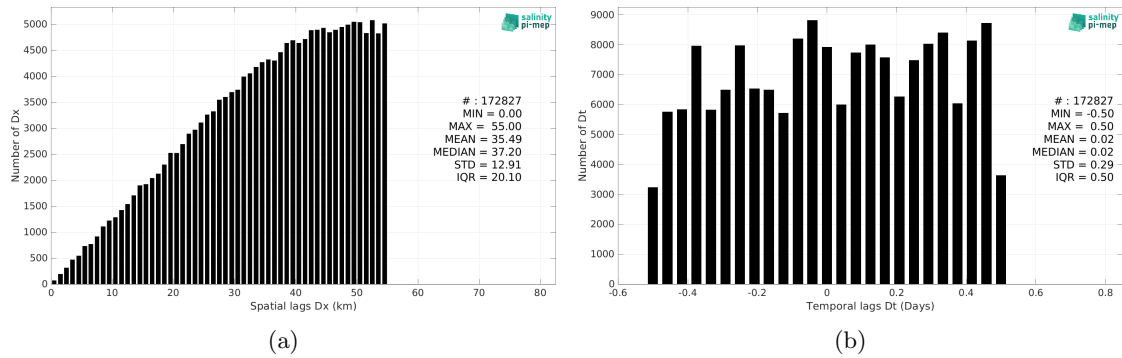 salinity
pi-mep
5000
4500
4000
3500
3000
2500
2000
1500
1000
500
0
Number of Dx
# : 172827
MIN = 0.00
MAX = 55.00
MEAN = 35.49
MEDIAN = 37.20
STD = 12.91
IQR = 20.10
0 10 20 30 40 50 60 70 80
Spatial lags Dx (km)
(a)
salinity
pi-mep
9000
8000
7000
6000
5000
4000
3000
2000
1000
0
Number of Dt
# : 172827
MIN = -0.50
MAX = 0.50
MEAN = 0.02
MEDIAN = 0.02
STD = 0.29
IQR = 0.50
-0.6 -0.4 -0.2 0 0.2 0.4 0.6 0.8
Temporal lags Dt (Days)
(b)